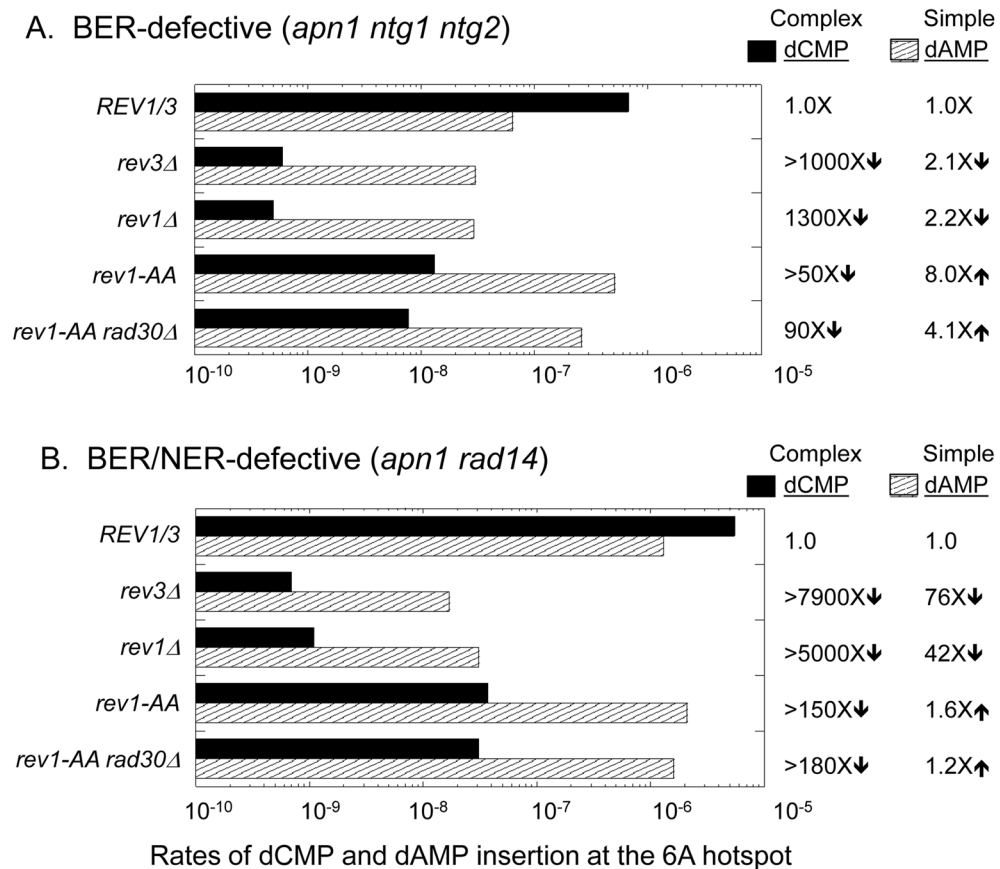 A. BER-defective (apn1 ntg1 ntg2)
Complex Simple
dCMP dAMP
REV1/3 1.0X 1.0X
rev3Δ >1000X↓ 2.1X↓
rev1Δ 1300X↓ 2.2X↓
rev1-AA >50X↓ 8.0X↑
rev1-AA rad30Δ 90X↓ 4.1X↑
10-10 10-9 10-8 10-7 10-6 10-5
B. BER/NER-defective (apn1 rad14)
Complex Simple
dCMP dAMP
REV1/3 1.0 1.0
rev3Δ >7900X↓ 76X↓
rev1Δ >5000X↓ 42X↓
rev1-AA >150X↓ 1.6X↑
rev1-AA rad30Δ >180X↓ 1.2X↑
10-10 10-9 10-8 10-7 10-6 10-5
Rates of dCMP and dAMP insertion at the 6A hotspot